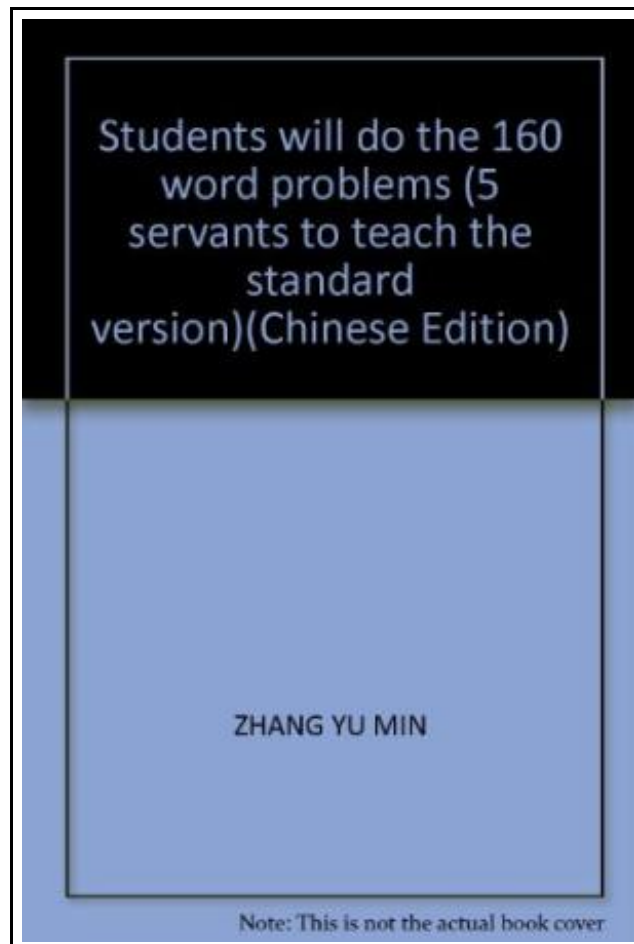 Students will do the 160
word problems (5
servants to teach the
standard
version)(Chinese Edition)
ZHANG YU MIN
Note: This is not the actual book cover